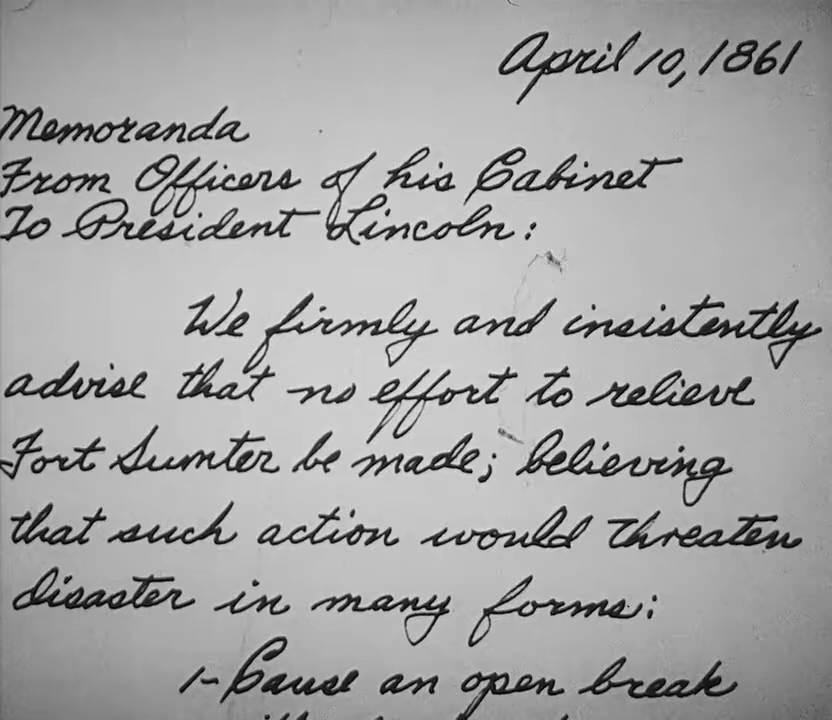 April 10, 1861
Memoranda
From Officers of his Cabinet
To President Lincoln:
We firmly and insistently
advise that no effort to relieve
Fort Sumter be made; believing
that such action would threaten
disaster in many forms:
1- Cause an open break